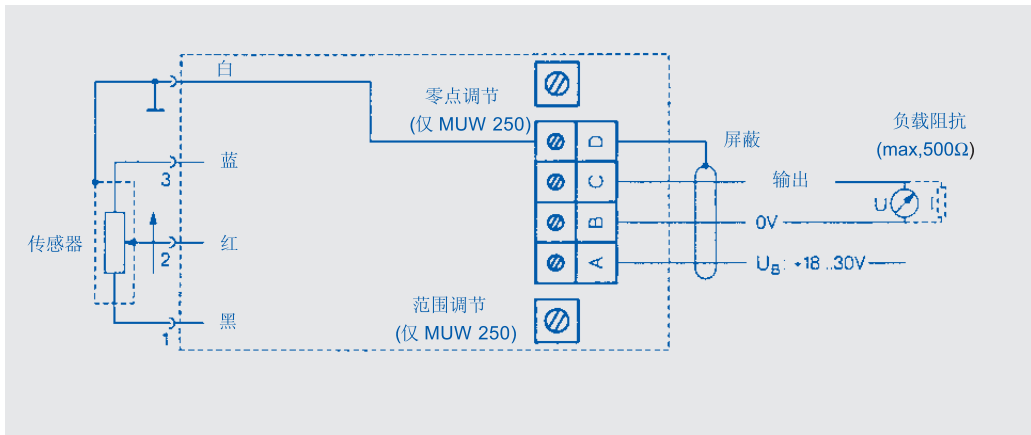 白
零点调节
(仅 MUW 250)
负载阻抗
(max,500Ω)
D
屏蔽
蓝
3
C
输出
U
传感器
红
2
B
0V
A
UB: +18 ..30V
范围调节
(仅 MUW 250)
黑
1